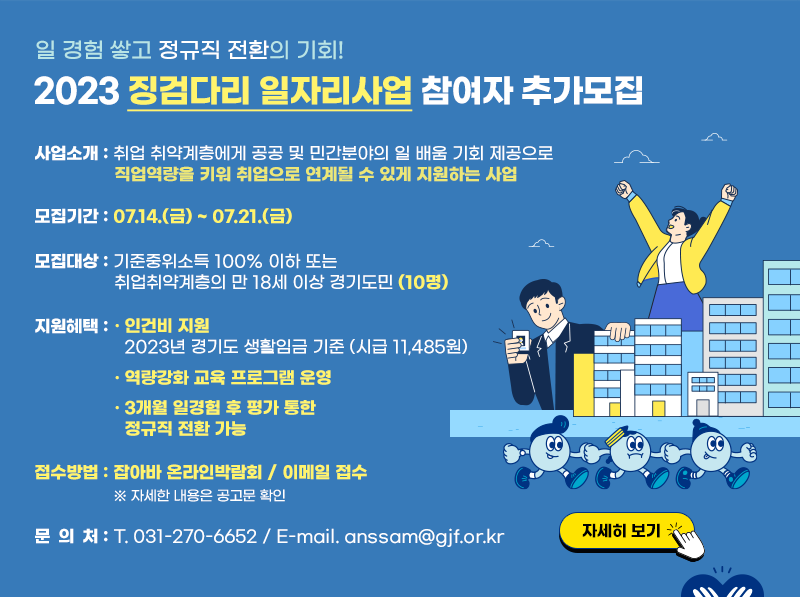 일 경험 쌓고 정규직 전환의 기회!
2023 징검다리 일자리사업 참여자 추가모집
사업소개 : 취업 취약계층에게 공공 및 민간분야의 일 배움 기회 제공으로
직업역량을 키워 취업으로 연계될 수 있게 지원하는 사업
모집기간 : 07.14.(금) ~ 07.21.(금)
모집대상 : 기준중위소득 100% 이하 또는
취업취약계층의 만 18세 이상 경기도민 (10명)
지원혜택 : · 인건비 지원
2023년 경기도 생활임금 기준 (시급 11,485원)
· 역량강화 교육 프로그램 운영
· 3개월 일경험 후 평가 통한
정규직 전환 가능
접수방법 : 잡아바 온라인박람회 / 이메일 접수
※ 자세한 내용은 공고문 확인
문 의 처 : T. 031-270-6652 / E-mail. anssam@gjf.or.kr
자세히 보기